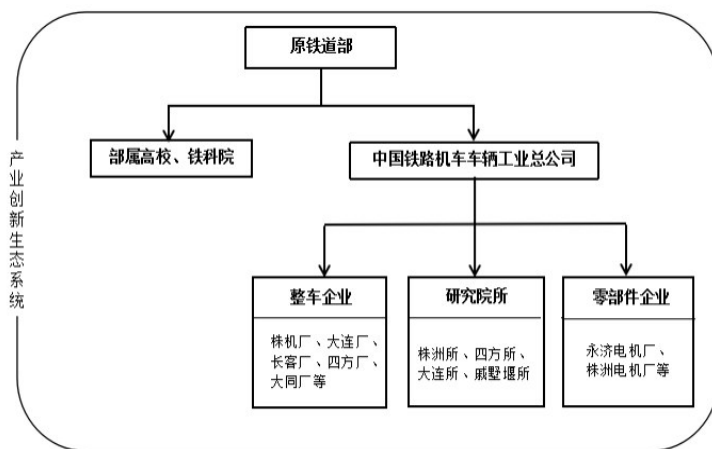 原铁道部
部属高校、铁科院
中国铁路机车车辆工业总公司
产业创新生态系统
整车企业
株机厂、大连厂、
长客厂、四方厂、
大同厂等
研究院所
株洲所、四方所、
大连所、戚墅堰所
零部件企业
永济电机厂、
株洲电机厂等